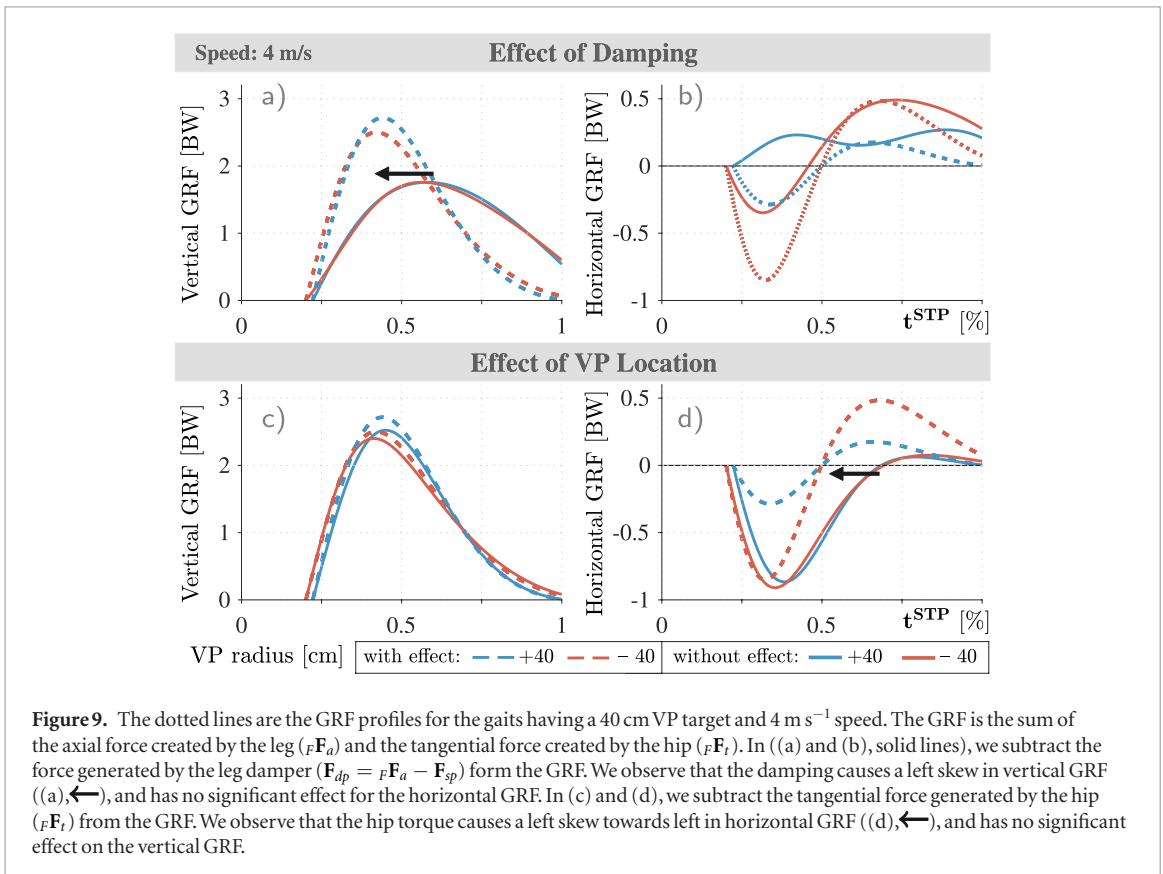 Speed: 4 m/s Effect of Damping
a) b)
Vertical GRF [BW]
3
2
1
0
0 0.5 1
Horizontal GRF [BW]
0.5
0
-0.5
-1
0 0.5 t^STP [%]
Effect of VP Location
c) d)
Vertical GRF [BW]
3
2
1
0
0 0.5 1
Horizontal GRF [BW]
0.5
0
-0.5
-1
0 0.5 t^STP [%]
VP radius [cm] with effect: +40 – 40 without effect: +40 – 40
Figure 9. The dotted lines are the GRF profiles for the gaits having a 40 cm VP target and 4 m s⁻¹ speed. The GRF is the sum of
the axial force created by the leg (_F F_a) and the tangential force created by the hip (_F F_t). In ((a) and (b), solid lines), we subtract the
force generated by the leg damper (F_dp = _F F_a − F_sp) form the GRF. We observe that the damping causes a left skew in vertical GRF
((a),←), and has no significant effect for the horizontal GRF. In (c) and (d), we subtract the tangential force generated by the hip
(_F F_t) from the GRF. We observe that the hip torque causes a left skew towards left in horizontal GRF ((d),←), and has no significant
effect on the vertical GRF.